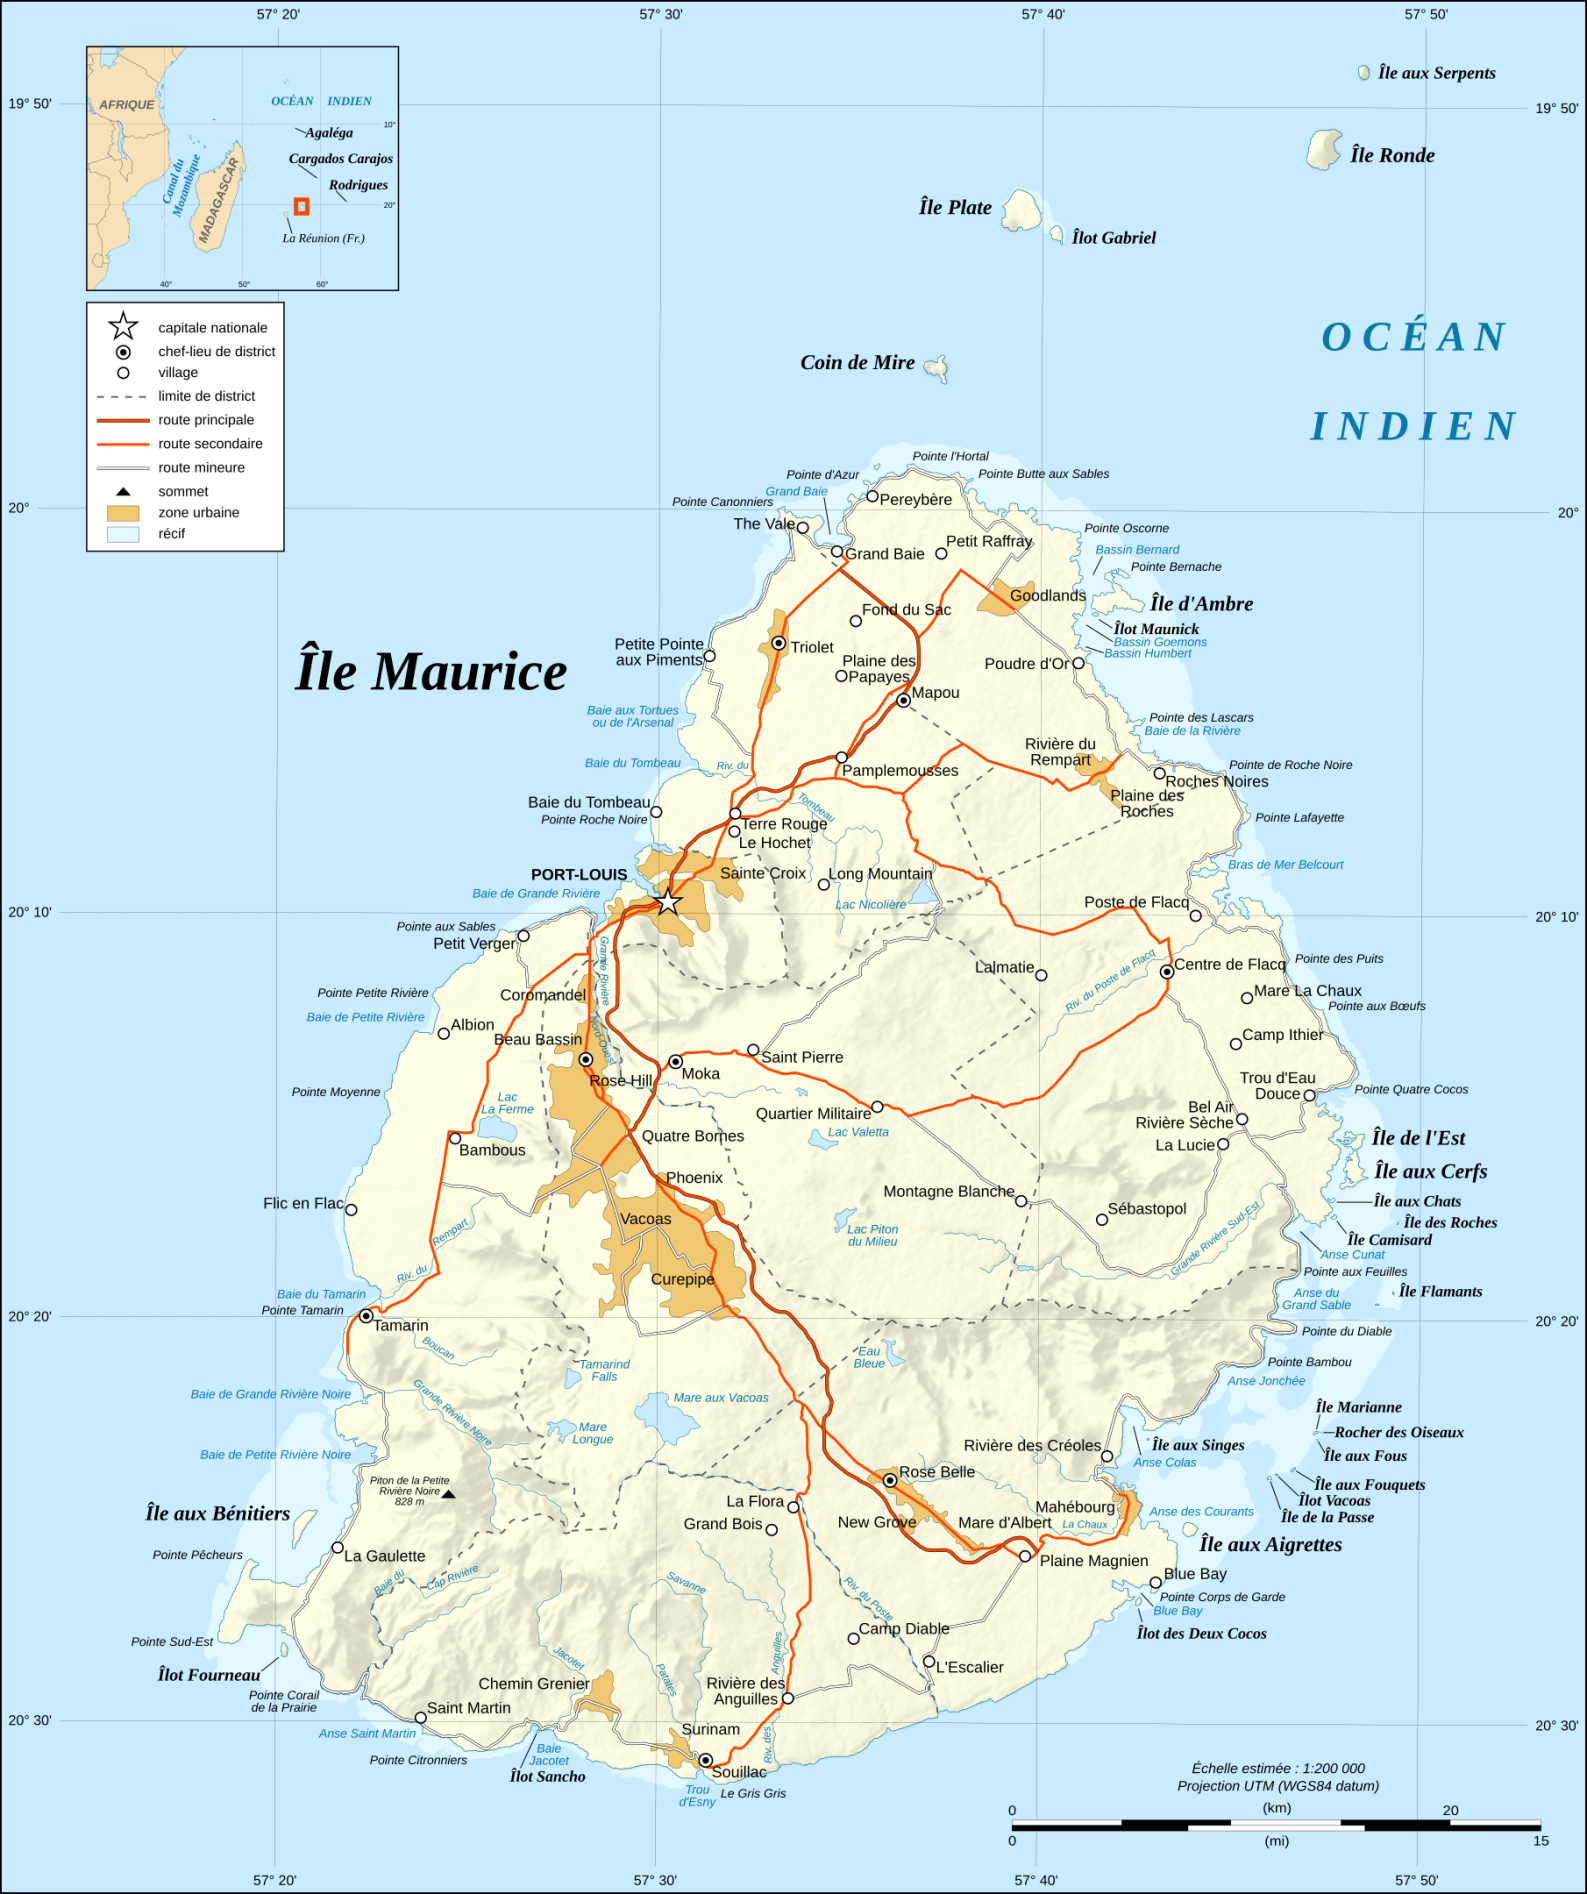 57° 20'
57° 30'
57° 40'
57° 50'
19° 50'
19° 50'
AFRIQUE
OCÉAN INDIEN
10°
Agaléga
Cargados Carajos
Rodrigues
20°
Canal du
Mozambique
MADAGASCAR
La Réunion (Fr.)
40°
50°
60°
capitale nationale
chef-lieu de district
village
limite de district
route principale
route secondaire
route mineure
sommet
zone urbaine
récif
Île aux Serpents
Île Ronde
Île Plate
Îlot Gabriel
OCÉAN
INDIEN
Coin de Mire
Île Maurice
20°
20°
Pointe l'Hortal
Pointe d'Azur
Pointe Butte aux Sables
Grand Baie
Pointe Canonniers
Pereybère
The Vale
Pointe Oscorne
Petit Raffray
Grand Baie
Bassin Bernard
Pointe Bernache
Goodlands
Île d'Ambre
Fond du Sac
Îlot Maunick
Bassin Goemons
Bassin Humbert
Petite Pointe
aux Piments
Triolet
Plaine des
Papayes
Poudre d'Or
Mapou
Baie aux Tortues
ou de l'Arsenal
Pointe des Lascars
Baie de la Rivière
Rivière du
Rempart
Baie du Tombeau
Riv. du
Tombeau
Pamplemousses
Pointe de Roche Noire
Roches Noires
Plaine des
Roches
Baie du Tombeau
Pointe Roche Noire
Terre Rouge
Le Hochet
Pointe Lafayette
PORT-LOUIS
Baie de Grande Rivière
Sainte Croix
Long Mountain
Lac Nicolière
Bras de Mer Belcourt
Poste de Flacq
20° 10'
20° 10'
Pointe aux Sables
Petit Verger
Grande Rivière
Nord-Ouest
Lalmatie
Riv. du Poste de Flacq
Centre de Flacq
Pointe des Puits
Pointe Petite Rivière
Baie de Petite Rivière
Coromandel
Mare La Chaux
Pointe aux Bœufs
Albion
Beau Bassin
Camp Ithier
Saint Pierre
Moka
Rose Hill
Trou d'Eau
Douce
Pointe Quatre Cocos
Pointe Moyenne
Lac
La Ferme
Quartier Militaire
Lac Valetta
Bel Air
Rivière Sèche
La Lucie
Île de l'Est
Bambous
Quatre Bornes
Île aux Cerfs
Phoenix
Flic en Flac
Montagne Blanche
Île aux Chats
Sébastopol
Île des Roches
Vacoas
Lac Piton
du Milieu
Grande Rivière Sud-Est
Île Camisard
Anse Cunat
Riv. du
Rempart
Curepipe
Pointe aux Feuilles
Anse du
Grand Sable
Île Flamants
Baie du Tamarin
Pointe Tamarin
Tamarin
20° 20'
20° 20'
Pointe du Diable
Boucan
Tamarind
Falls
Eau
Bleue
Pointe Bambou
Anse Jonchée
Baie de Grande Rivière Noire
Grande Rivière Noire
Mare aux Vacoas
Mare
Longue
Île Marianne
Rocher des Oiseaux
Île aux Fous
Baie de Petite Rivière Noire
Rivière des Créoles
Île aux Singes
Anse Colas
Piton de la Petite
Rivière Noire
828 m
Rose Belle
Île aux Fouquets
Îlot Vacoas
Île de la Passe
Île aux Bénitiers
La Flora
Mahébourg
Anse des Courants
Grand Bois
New Grove
Mare d'Albert
La Chaux
Île aux Aigrettes
Pointe Pêcheurs
La Gaulette
Plaine Magnien
Blue Bay
Baie du
Cap Rivière
Savanne
Riv. du Poste
Pointe Corps de Garde
Blue Bay
Îlot des Deux Cocos
Pointe Sud-Est
Îlot Fourneau
Camp Diable
Jacotet
Patates
Anguilles
Riv. des
L'Escalier
Chemin Grenier
Rivière des
Anguilles
Pointe Corail
de la Prairie
Saint Martin
20° 30'
20° 30'
Anse Saint Martin
Surinam
Pointe Citronniers
Baie
Jacotet
Îlot Sancho
Souillac
Trou
d'Esny
Le Gris Gris
Échelle estimée : 1:200 000
Projection UTM (WGS84 datum)
0
(km)
20
0
(mi)
15
57° 20'
57° 30'
57° 40'
57° 50'